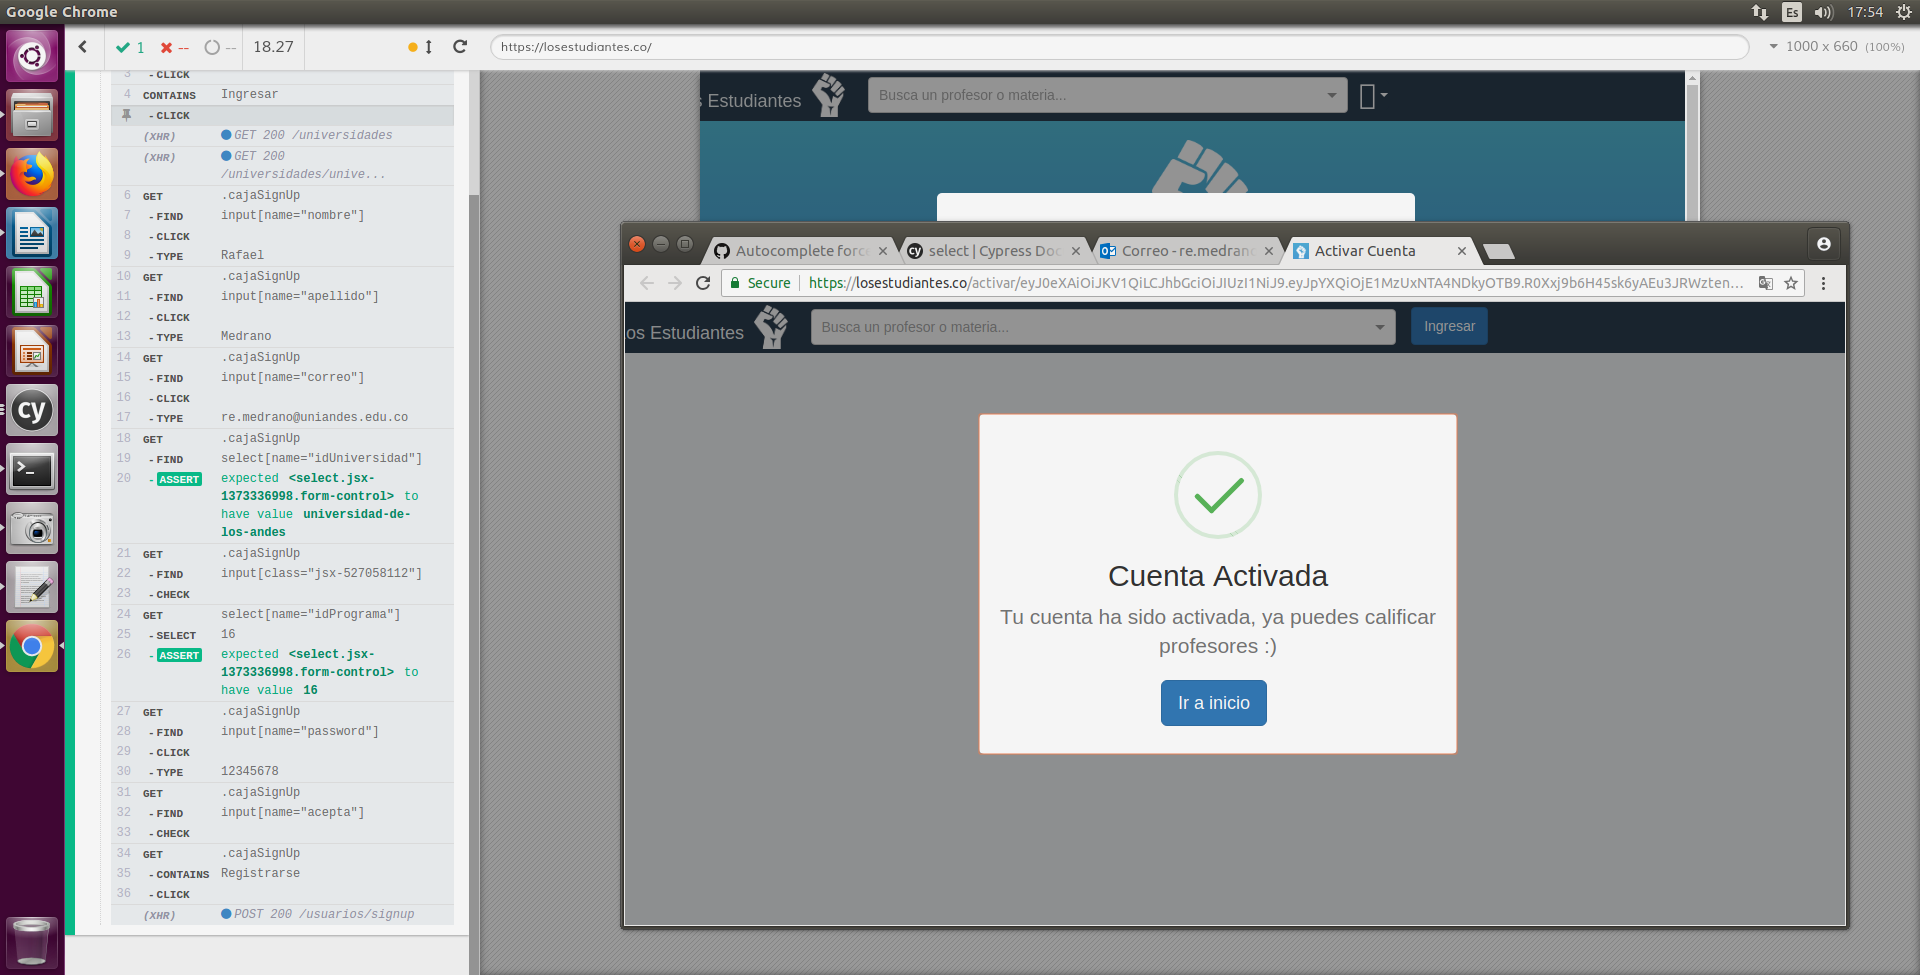 Google Chrome
Es
17:54
1
--
--
18.27
https://losestudiantes.co/
1000 x 660 (100%)
3 - CLICK
4 CONTAINS Ingresar
- CLICK
(XHR) GET 200 /universidades
(XHR) GET 200
/universidades/unive...
6 GET .cajaSignUp
7 - FIND input[name="nombre"]
8 - CLICK
9 - TYPE Rafael
10 GET .cajaSignUp
11 - FIND input[name="apellido"]
12 - CLICK
13 - TYPE Medrano
14 GET .cajaSignUp
15 - FIND input[name="correo"]
16 - CLICK
17 - TYPE re.medrano@uniandes.edu.co
18 GET .cajaSignUp
19 - FIND select[name="idUniversidad"]
20 - ASSERT expected <select.jsx-
1373336998.form-control> to
have value universidad-de-
los-andes
21 GET .cajaSignUp
22 - FIND input[class="jsx-527058112"]
23 - CHECK
24 GET select[name="idPrograma"]
25 - SELECT 16
26 - ASSERT expected <select.jsx-
1373336998.form-control> to
have value 16
27 GET .cajaSignUp
28 - FIND input[name="password"]
29 - CLICK
30 - TYPE 12345678
31 GET .cajaSignUp
32 - FIND input[name="acepta"]
33 - CHECK
34 GET .cajaSignUp
35 - CONTAINS Registrarse
36 - CLICK
(XHR) POST 200 /usuarios/signup
s Estudiantes
Busca un profesor o materia...
Autocomplete force
cy select | Cypress Doc
Correo - re.medrano
Activar Cuenta
Secure https://losestudiantes.co/activar/eyJ0eXAiOiJKV1QiLCJhbGciOiJIUzI1NiJ9.eyJpYXQiOjE1MzUxNTA4NDkyOTB9.R0Xxj9b6H45sk6yAEu3JRWzten...
os Estudiantes
Busca un profesor o materia...
Ingresar
Cuenta Activada
Tu cuenta ha sido activada, ya puedes calificar
profesores :)
Ir a inicio
cy